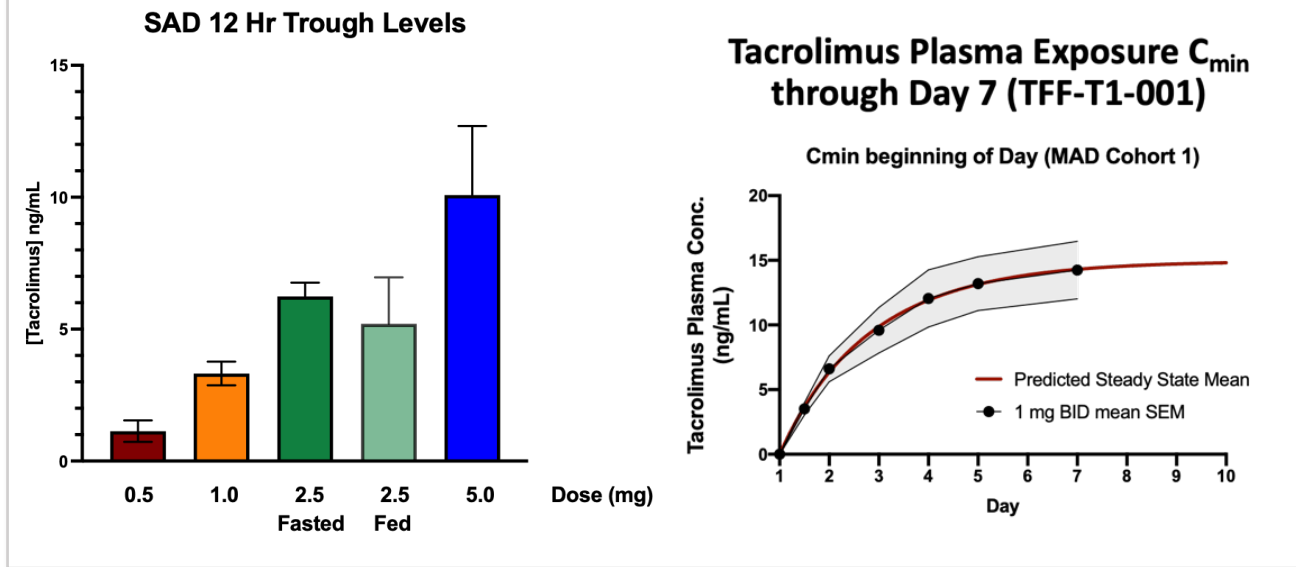 SAD 12 Hr Trough Levels
[Tacrolimus] ng/mL
15
10
5
0
0.5 1.0 2.5 2.5 5.0 Dose (mg)
Fasted Fed
Tacrolimus Plasma Exposure Cmin
through Day 7 (TFF-T1-001)
Cmin beginning of Day (MAD Cohort 1)
Tacrolimus Plasma Conc.
(ng/mL)
20
15
10
5
0
Predicted Steady State Mean
1 mg BID mean SEM
1 2 3 4 5 6 7 8 9 10
Day